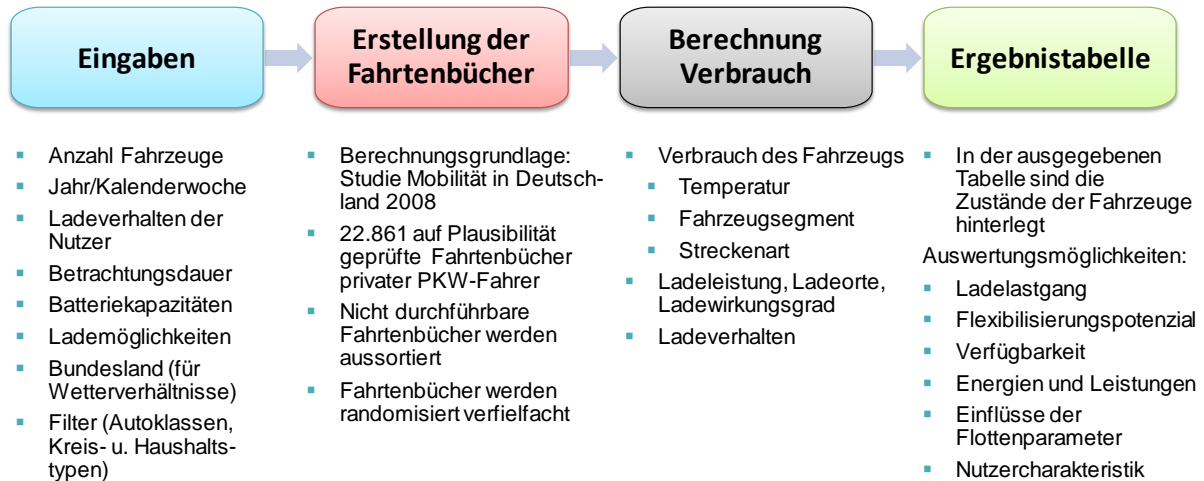 Eingaben
Anzahl Fahrzeuge
Jahr/Kalenderwoche
Ladeverhalten der
Nutzer
Betrachtungsdauer
Batteriekapazitäten
Lademöglichkeiten
Bundesland (für
Wetterverhältnisse)
Filter (Autoklassen,
Kreis- u. Haushalts-
typen)
Erstellung der
Fahrtenbücher
Berechnungsgrundlage:
Studie Mobilität in Deutsch-
land 2008
22.861 auf Plausibilität
geprüfte Fahrtenbücher
privater PKW-Fahrer
Nicht durchführbare
Fahrtenbücher werden
aussortiert
Fahrtenbücher werden
randomisiert verfielfacht
Berechnung
Verbrauch
Verbrauch des Fahrzeugs
Temperatur
Fahrzeugsegment
Streckenart
Ladeleistung, Ladeorte,
Ladewirkungsgrad
Ladeverhalten
Ergebnistabelle
In der ausgegebenen
Tabelle sind die
Zustände der Fahrzeuge
hinterlegt
Auswertungsmöglichkeiten:
Ladelastgang
Flexibilisierungspotenzial
Verfügbarkeit
Energien und Leistungen
Einflüsse der
Flottenparameter
Nutzercharakteristik